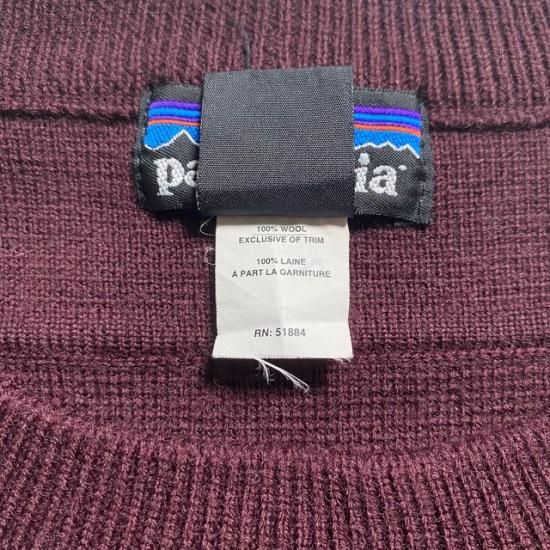 pa ia
100% WOOL
EXCLUSIVE OF TRIM
100% LAINE
A PART LA GARNITURE
RN: 51884